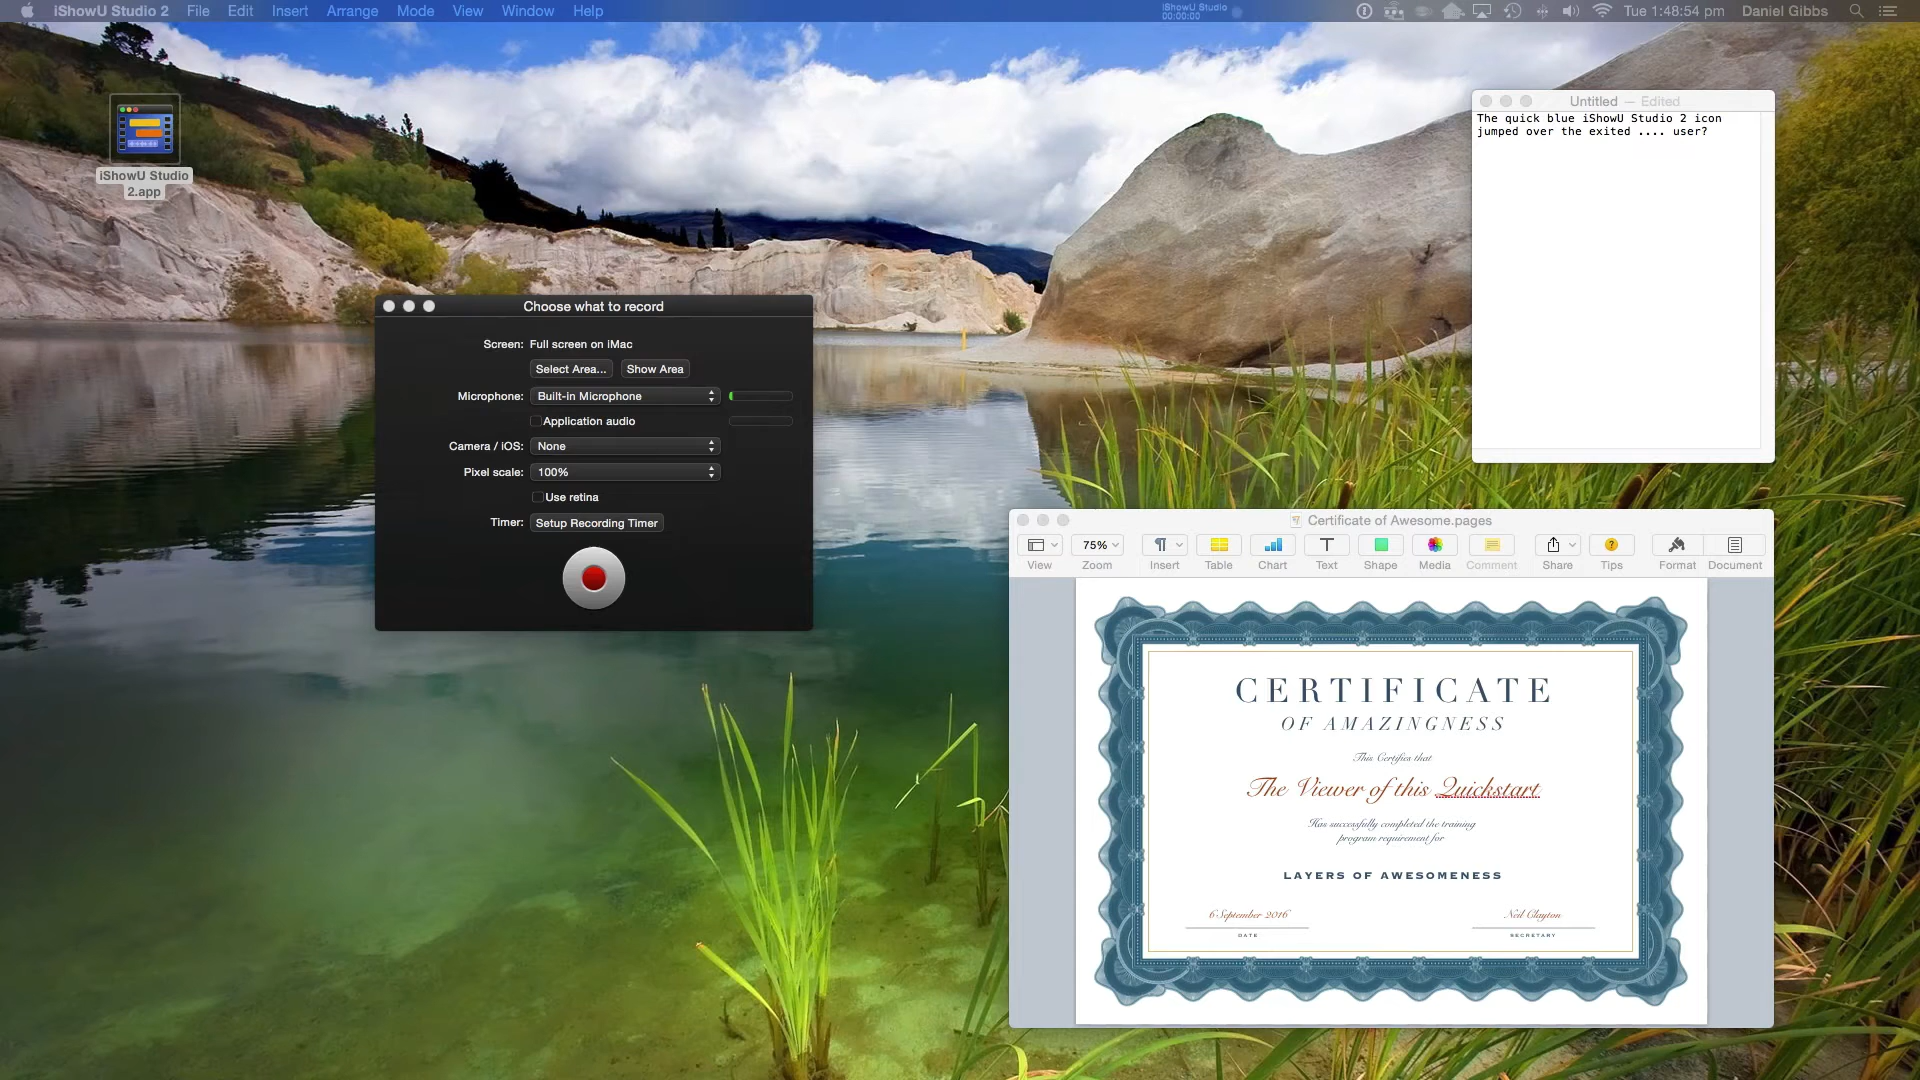 iShowU Studio 2 File Edit Insert Arrange Mode View Window Help
iShowU Studio
00:00:00
Tue 1:48:54 pm Daniel Gibbs
iShowU Studio
2.app
Untitled — Edited
The quick blue iShowU Studio 2 icon
jumped over the exited .... user?
Choose what to record
Screen: Full screen on iMac
Select Area... Show Area
Microphone: Built-in Microphone
Application audio
Camera / iOS: None
Pixel scale: 100%
Use retina
Timer: Setup Recording Timer
Certificate of Awesome.pages
75%
View Zoom Insert Table Chart Text Shape Media Comment Share Tips Format Document
CERTIFICATE
OF AMAZINGNESS
This Certifies that
The Viewer of this Quickstart
Has successfully completed the training
program requirement for
LAYERS OF AWESOMENESS
6 September 2016
DATE
Neil Clayton
SECRETARY